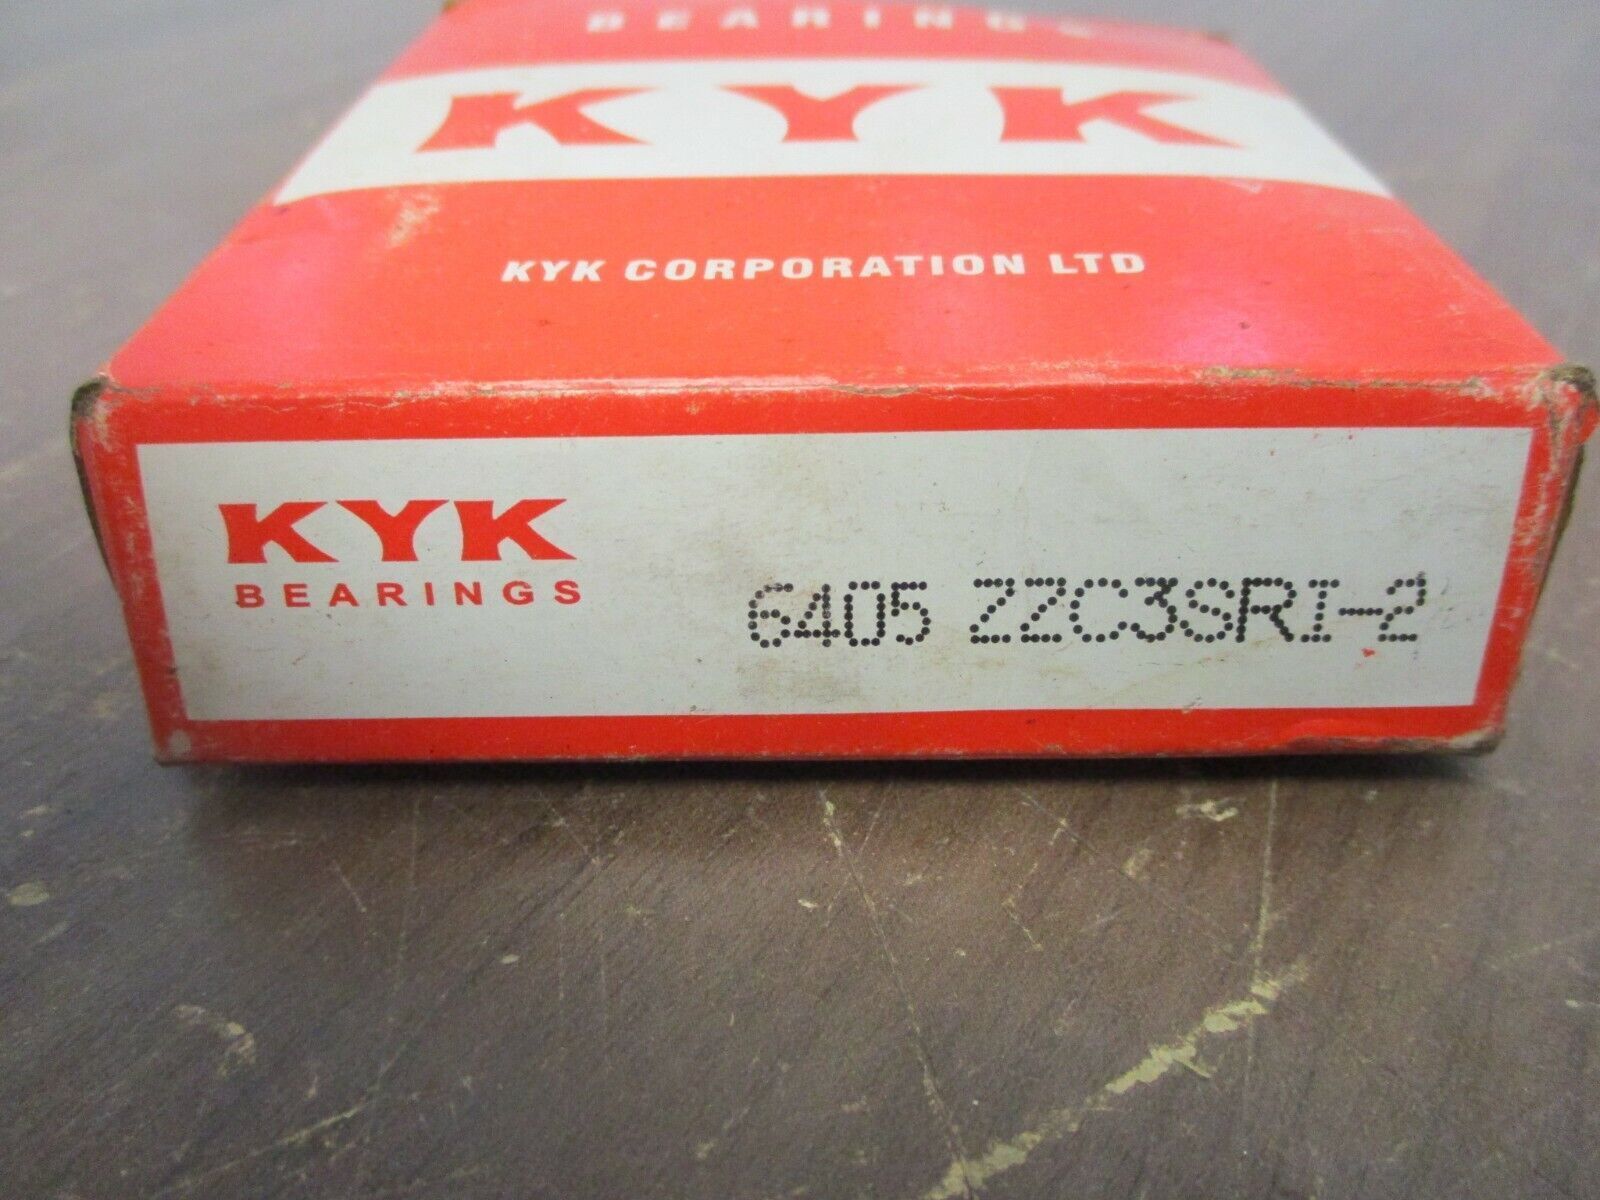 BEARINGS
KYK
KYK CORPORATION LTD
KYK
BEARINGS
6405 ZZC3SRI-2